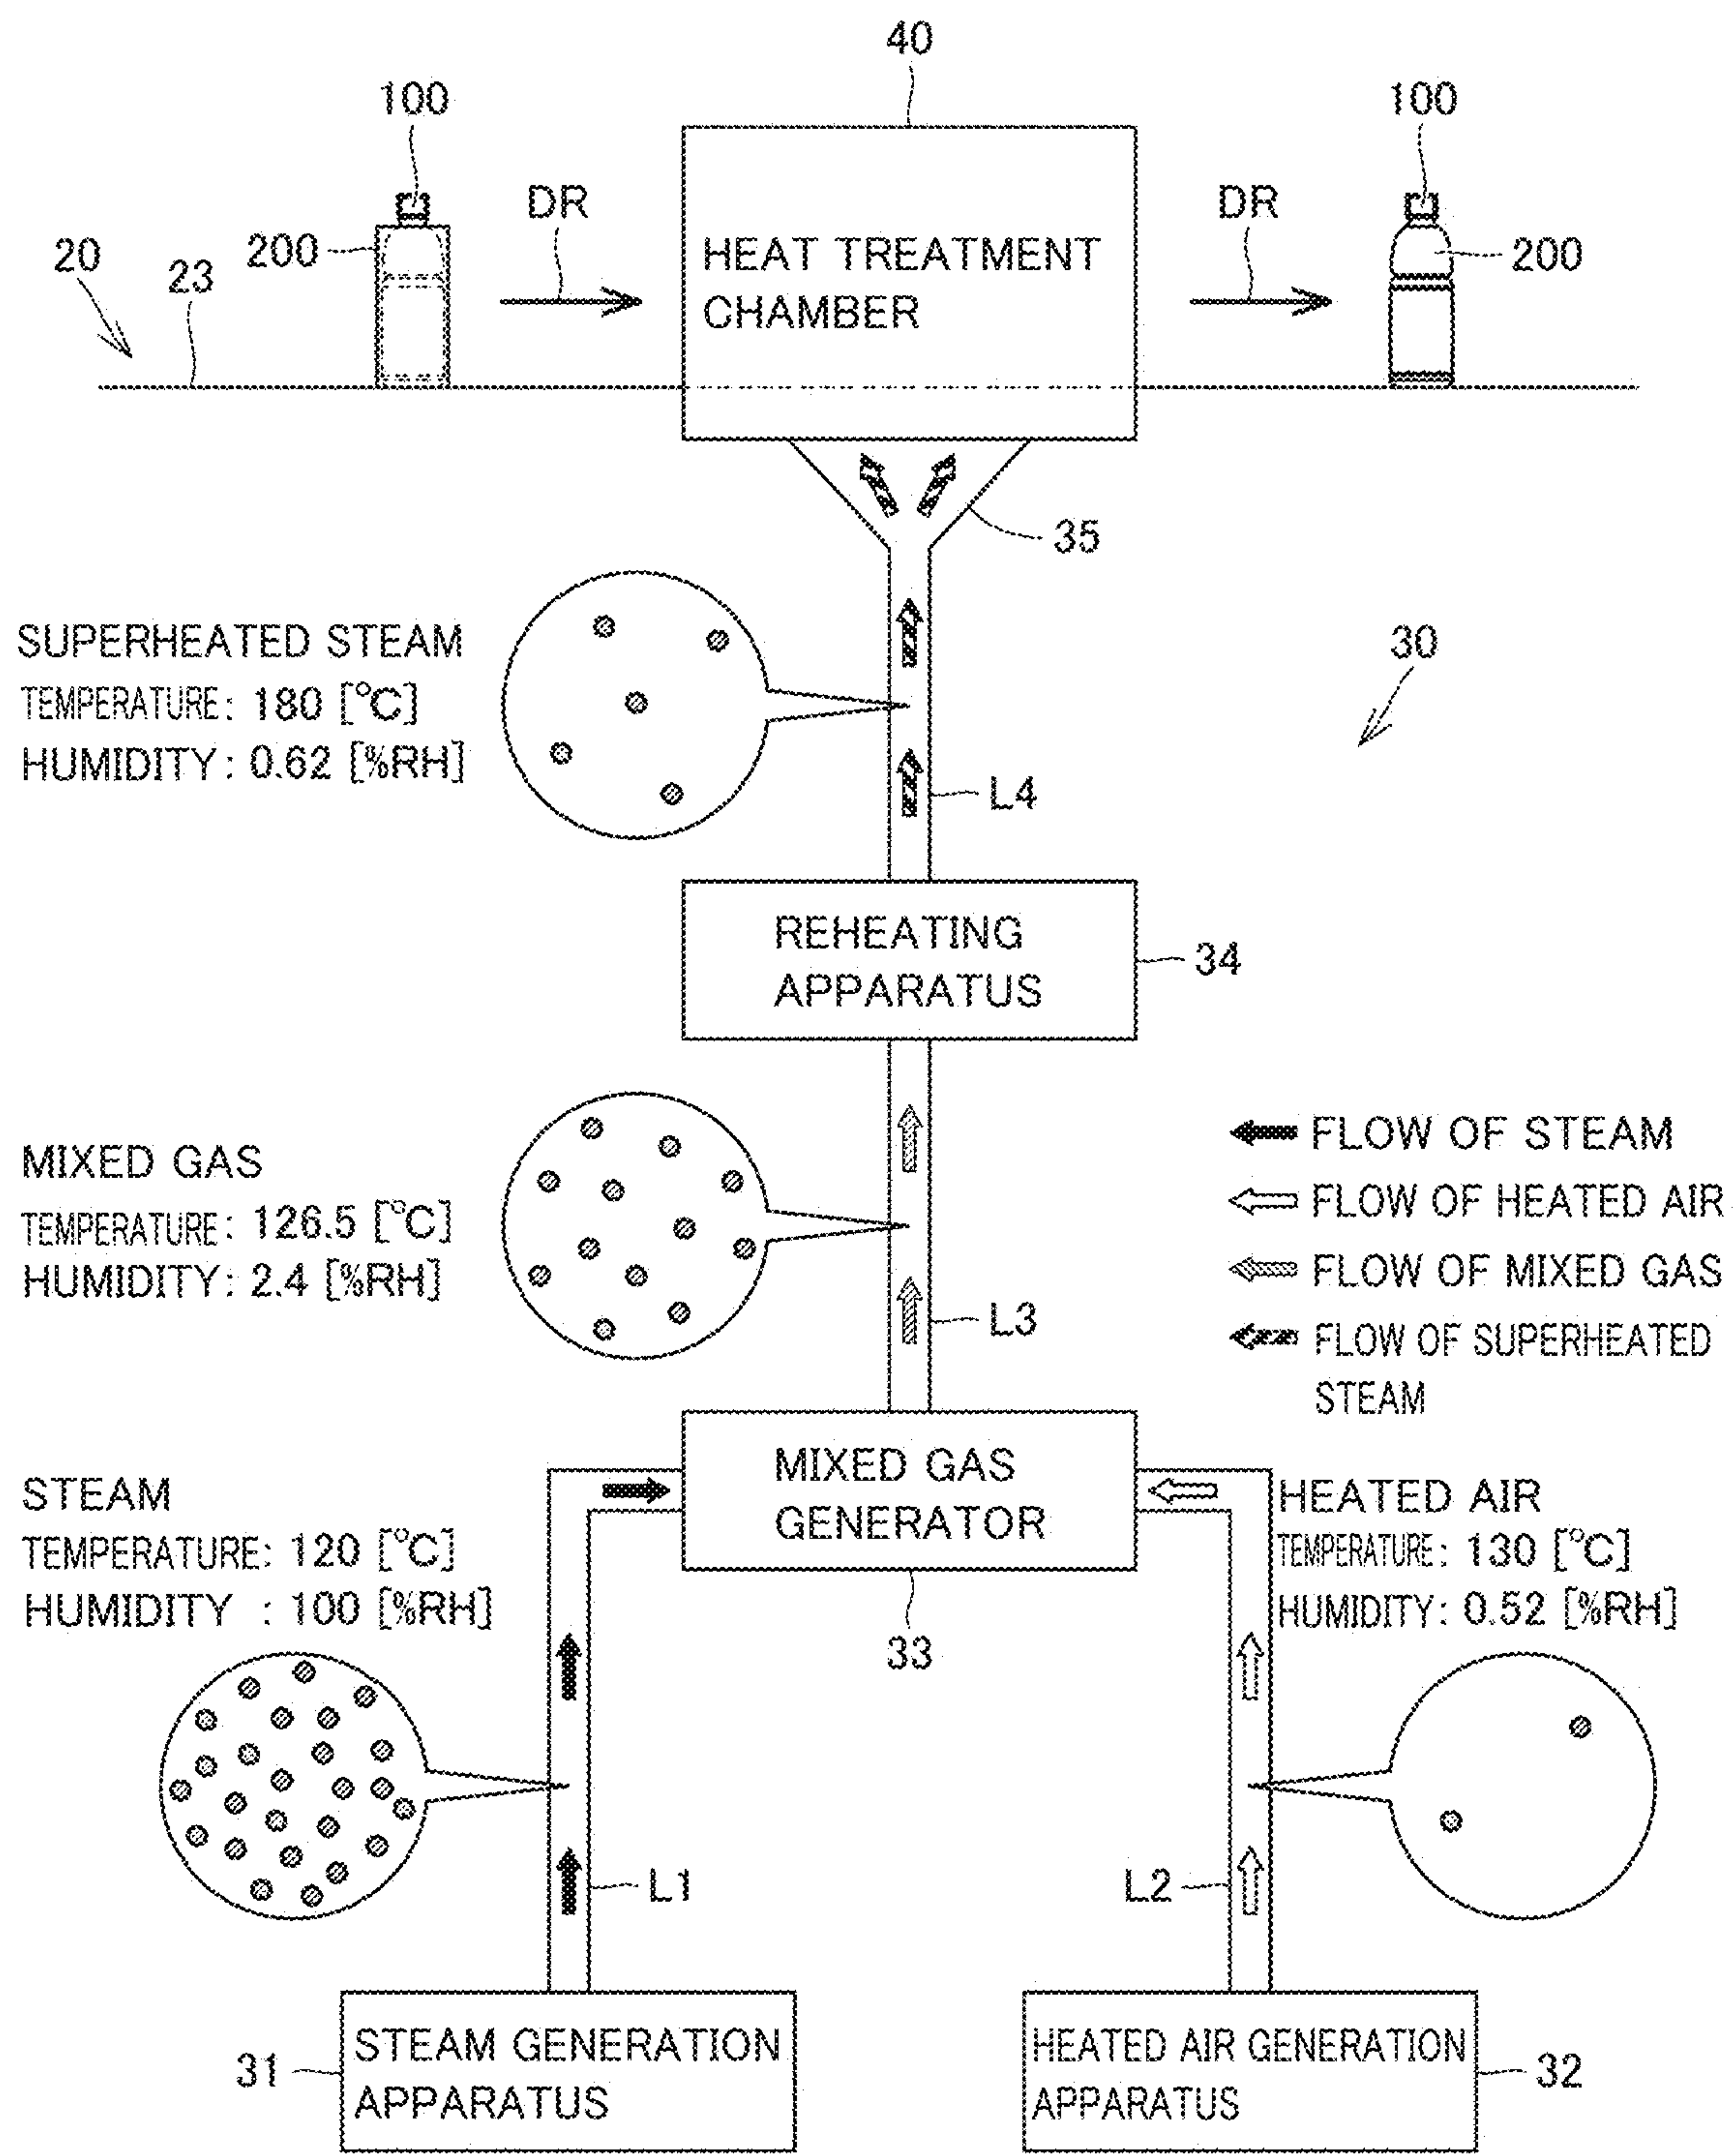 40
100
100
DR
DR
200
200
20
23
HEAT TREATMENT
CHAMBER
35
SUPERHEATED STEAM
TEMPERATURE: 180 [℃]
HUMIDITY: 0.62 [%RH]
30
L4
REHEATING
APPARATUS
34
MIXED GAS
TEMPERATURE: 126.5 [℃]
HUMIDITY: 2.4 [%RH]
L3
FLOW OF STEAM
FLOW OF HEATED AIR
FLOW OF MIXED GAS
FLOW OF SUPERHEATED
STEAM
MIXED GAS
GENERATOR
33
STEAM
TEMPERATURE: 120 [℃]
HUMIDITY : 100 [%RH]
HEATED AIR
TEMPERATURE: 130 [℃]
HUMIDITY: 0.52 [%RH]
L1
L2
31
STEAM GENERATION
APPARATUS
HEATED AIR GENERATION
APPARATUS
32